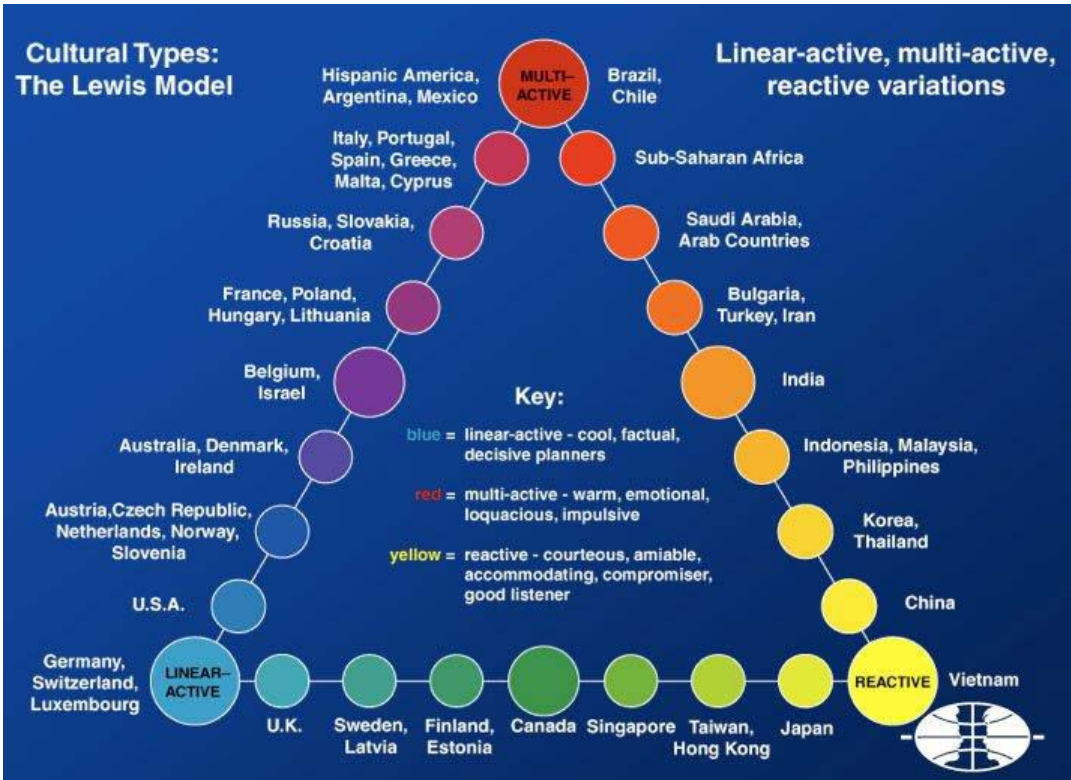 Cultural Types:
The Lewis Model
Linear-active, multi-active,
reactive variations
MULTI–
ACTIVE
Hispanic America,
Argentina, Mexico
Brazil,
Chile
Italy, Portugal,
Spain, Greece,
Malta, Cyprus
Sub-Saharan Africa
Russia, Slovakia,
Croatia
Saudi Arabia,
Arab Countries
France, Poland,
Hungary, Lithuania
Bulgaria,
Turkey, Iran
Belgium,
Israel
India
Key:
blue = linear-active - cool, factual,
decisive planners
red = multi-active - warm, emotional,
loquacious, impulsive
yellow = reactive - courteous, amiable,
accommodating, compromiser,
good listener
Australia, Denmark,
Ireland
Indonesia, Malaysia,
Philippines
Austria,Czech Republic,
Netherlands, Norway,
Slovenia
Korea,
Thailand
U.S.A.
China
Germany,
Switzerland,
Luxembourg
LINEAR–
ACTIVE
U.K.
Sweden,
Latvia
Finland,
Estonia
Canada
Singapore
Taiwan,
Hong Kong
Japan
REACTIVE
Vietnam